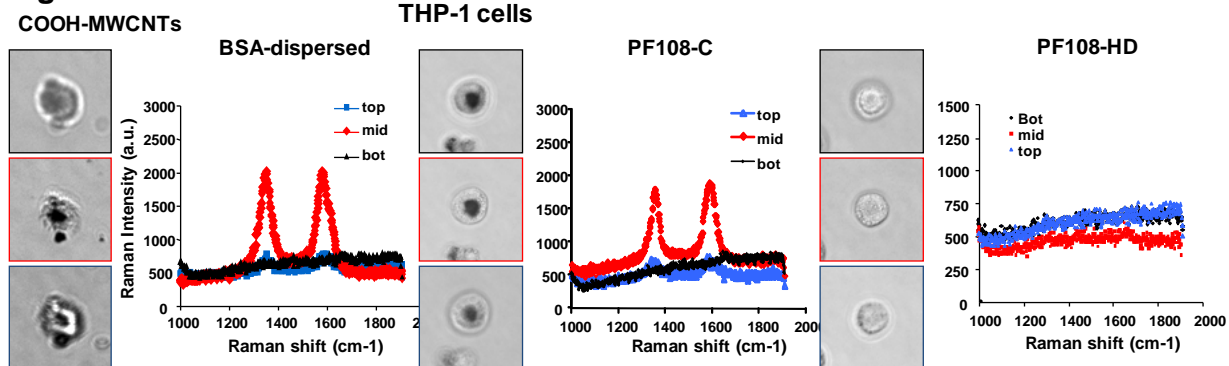 COOH-MWCNTs
THP-1 cells
BSA-dispersed
Raman Intensity (a.u.)
3000
2500
2000
1500
1000
500
0
top
mid
bot
1000 1200 1400 1600 1800
Raman shift (cm-1)
PF108-C
3000
2500
2000
1500
1000
500
0
top
mid
bot
1000 1200 1400 1600 1800
Raman shift (cm-1)
PF108-HD
1500
1250
1000
750
500
250
0
Bot
mid
top
1000 1200 1400 1600 1800 2000
Raman shift (cm-1)